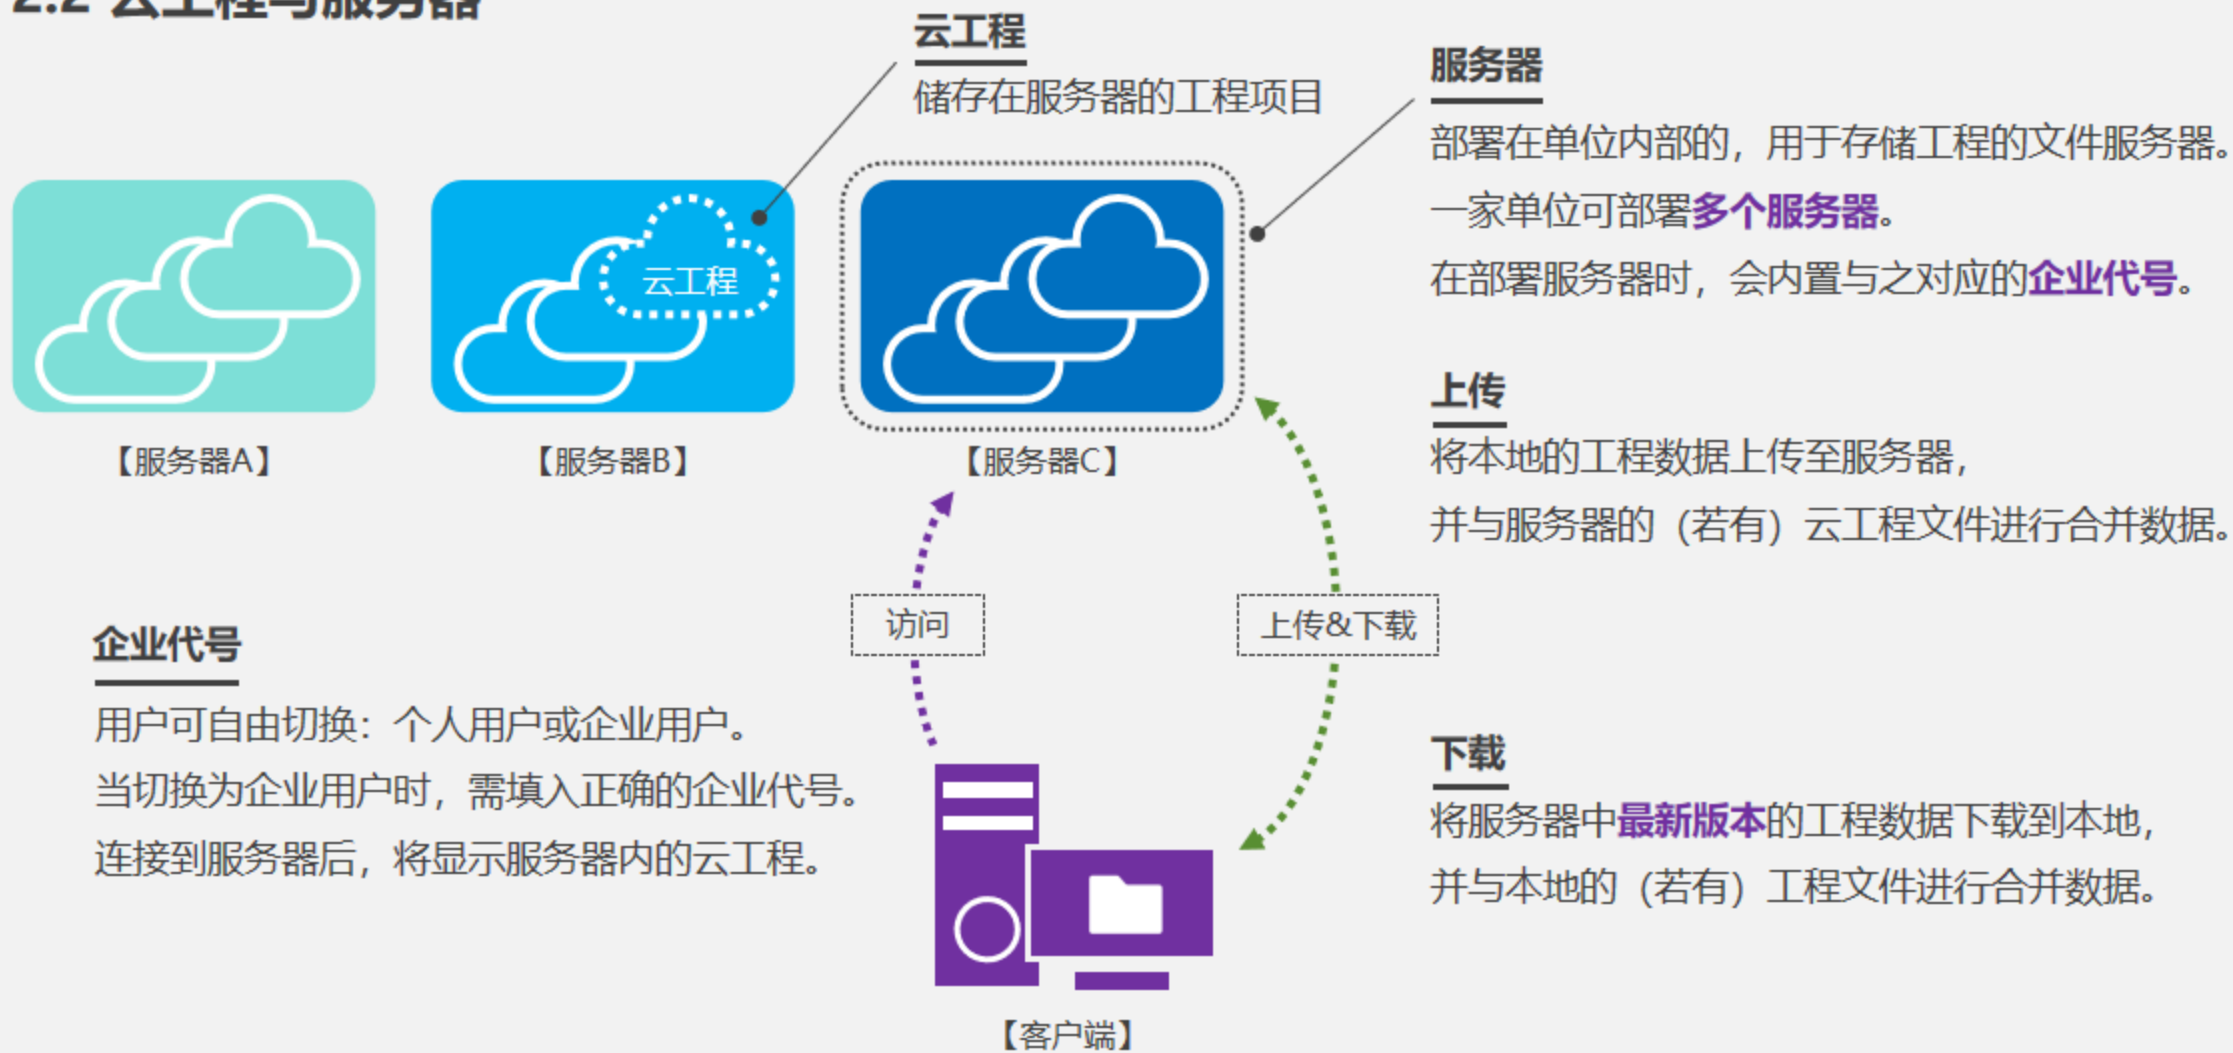 2.2 云工程与服务器
云工程
储存在服务器的工程项目
服务器
部署在单位内部的，用于存储工程的文件服务器。
一家单位可部署多个服务器。
在部署服务器时，会内置与之对应的企业代号。
云工程
【服务器A】
【服务器B】
【服务器C】
上传
将本地的工程数据上传至服务器，
并与服务器的（若有）云工程文件进行合并数据。
访问
上传&下载
企业代号
用户可自由切换：个人用户或企业用户。
当切换为企业用户时，需填入正确的企业代号。
连接到服务器后，将显示服务器内的云工程。
下载
将服务器中最新版本的工程数据下载到本地，
并与本地的（若有）工程文件进行合并数据。
【客户端】